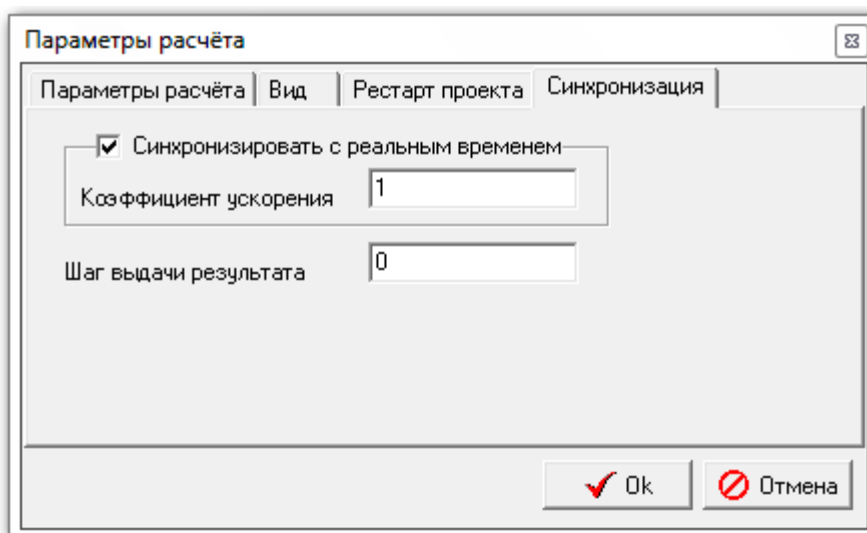 Параметры расчёта
Параметры расчёта Вид Рестарт проекта Синхронизация
Синхронизировать с реальным временем
Коэффициент ускорения 1
Шаг выдачи результата 0
Ok Отмена